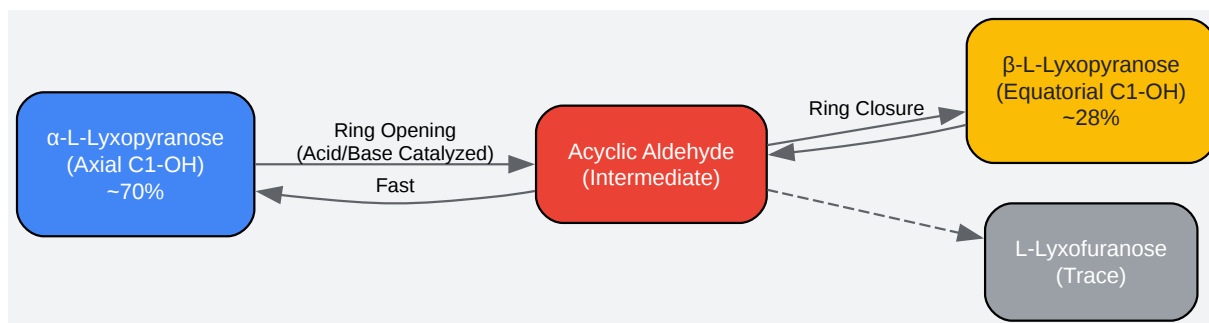 α-L-Lyxopyranose
(Axial C1-OH)
~70%
Ring Opening
(Acid/Base Catalyzed)
Fast
Acyclic Aldehyde
(Intermediate)
Ring Closure
β-L-Lyxopyranose
(Equatorial C1-OH)
~28%
L-Lyxofuranose
(Trace)